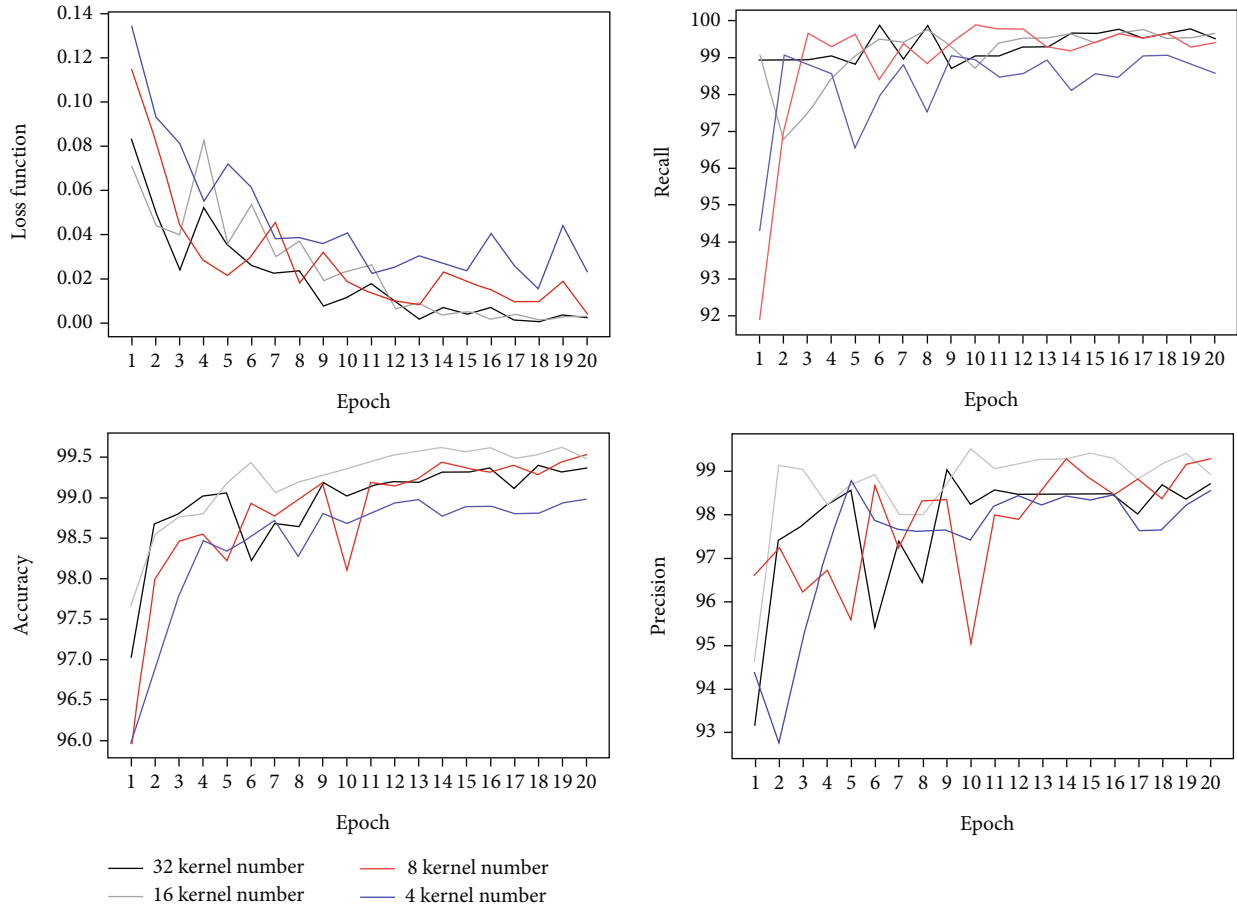 Loss function
0.14
0.12
0.10
0.08
0.06
0.04
0.02
0.00
1 2 3 4 5 6 7 8 9 10 11 12 13 14 15 16 17 18 19 20
Epoch
Recall
100
99
98
97
96
95
94
93
92
1 2 3 4 5 6 7 8 9 10 11 12 13 14 15 16 17 18 19 20
Epoch
Accuracy
99.5
99.0
98.5
98.0
97.5
97.0
96.5
96.0
1 2 3 4 5 6 7 8 9 10 11 12 13 14 15 16 17 18 19 20
Epoch
Precision
99
98
97
96
95
94
93
1 2 3 4 5 6 7 8 9 10 11 12 13 14 15 16 17 18 19 20
Epoch
32 kernel number
16 kernel number
8 kernel number
4 kernel number